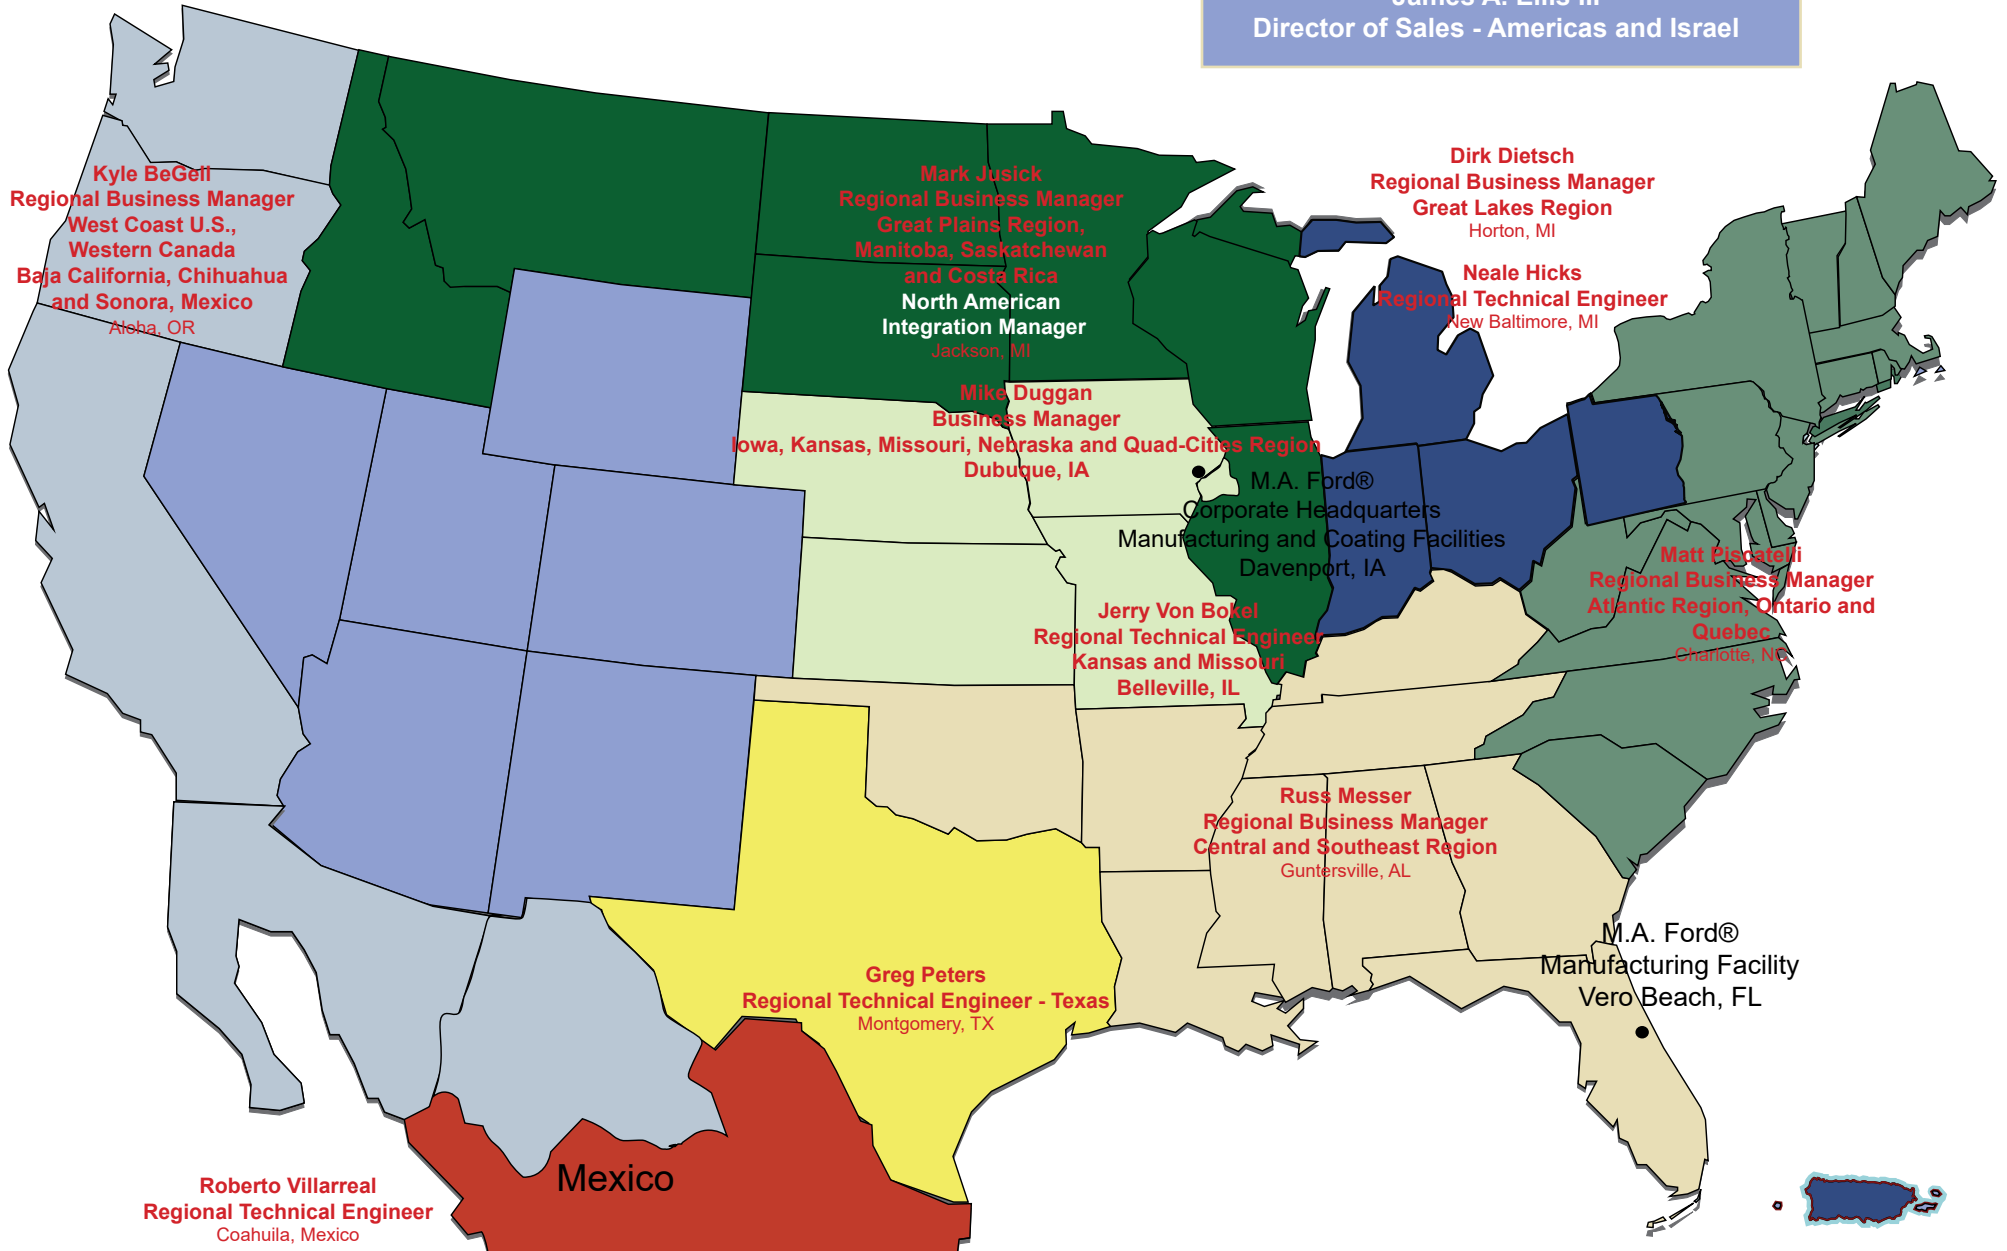 James A. Ellis III
Director of Sales - Americas and Israel
Kyle BeGell
Regional Business Manager
West Coast U.S.,
Western Canada
Baja California, Chihuahua
and Sonora, Mexico
Aloha, OR
Mark Jusick
Regional Business Manager
Great Plains Region,
Manitoba, Saskatchewan
and Costa Rica
North American
Integration Manager
Jackson, MI
Dirk Dietsch
Regional Business Manager
Great Lakes Region
Horton, MI
Neale Hicks
Regional Technical Engineer
New Baltimore, MI
Mike Duggan
Business Manager
Iowa, Kansas, Missouri, Nebraska and Quad-Cities Region
Dubuque, IA
M.A. Ford®
Corporate Headquarters
Manufacturing and Coating Facilities
Davenport, IA
Matt Piscatelli
Regional Business Manager
Atlantic Region, Ontario and
Quebec
Charlotte, NC
Jerry Von Bokel
Regional Technical Engineer
Kansas and Missouri
Belleville, IL
Russ Messer
Regional Business Manager
Central and Southeast Region
Guntersville, AL
M.A. Ford®
Manufacturing Facility
Vero Beach, FL
Greg Peters
Regional Technical Engineer - Texas
Montgomery, TX
Mexico
Roberto Villarreal
Regional Technical Engineer
Coahuila, Mexico